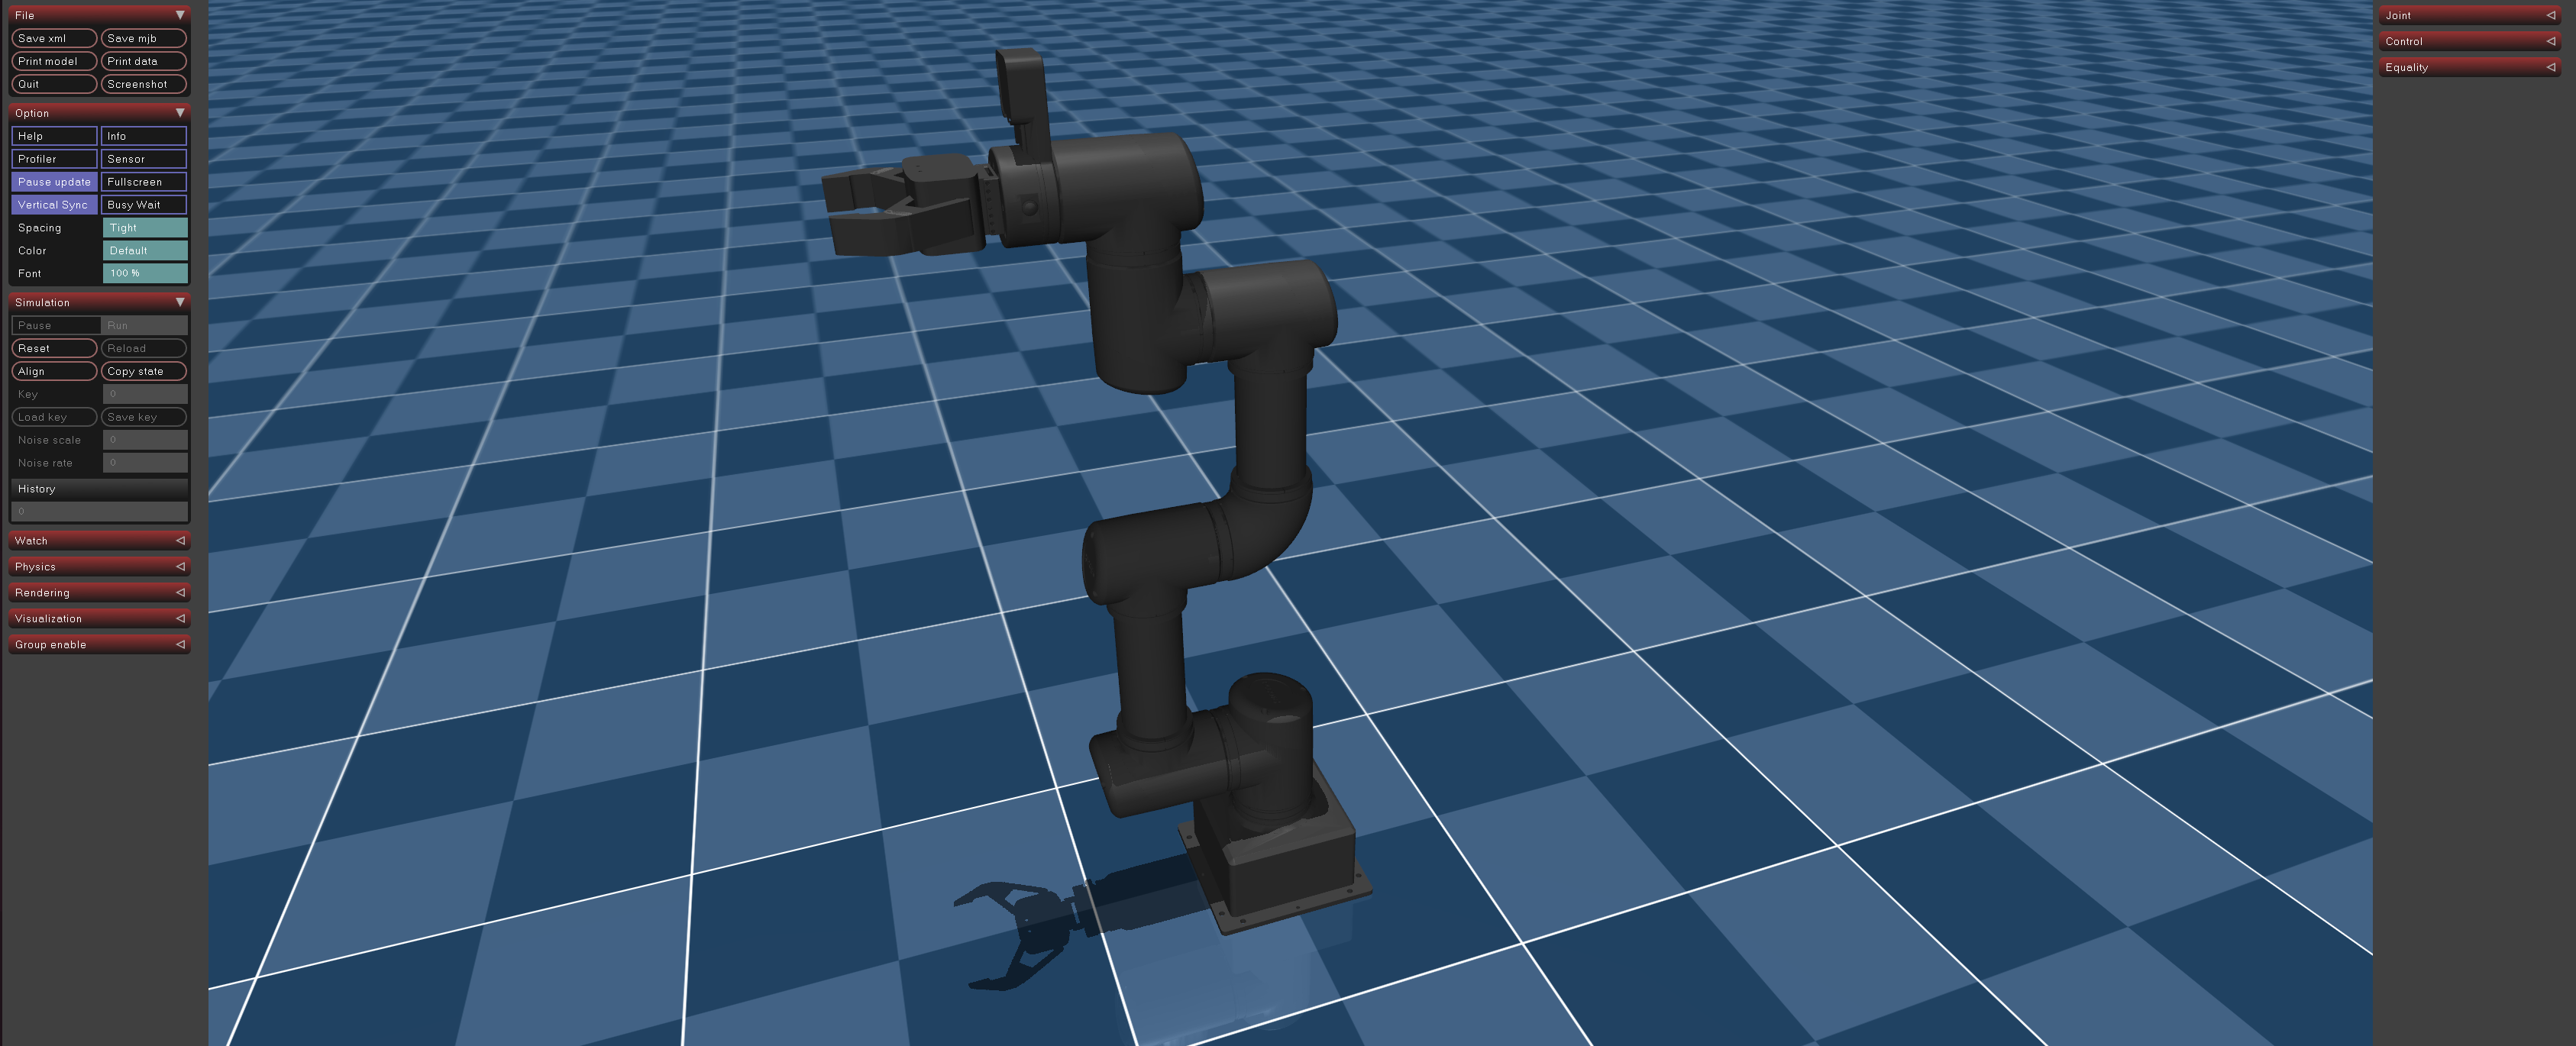 File
Save xml Save mjb
Print model Print data
Quit Screenshot
Option
Help Info
Profiler Sensor
Pause update Fullscreen
Vertical Sync Busy Wait
Spacing Tight
Color Default
Font 100 %
Simulation
Pause Run
Reset Reload
Align Copy state
Key 0
Load key Save key
Noise scale 0
Noise rate 0
History
0
Watch
Physics
Rendering
Visualization
Group enable
Joint
Control
Equality